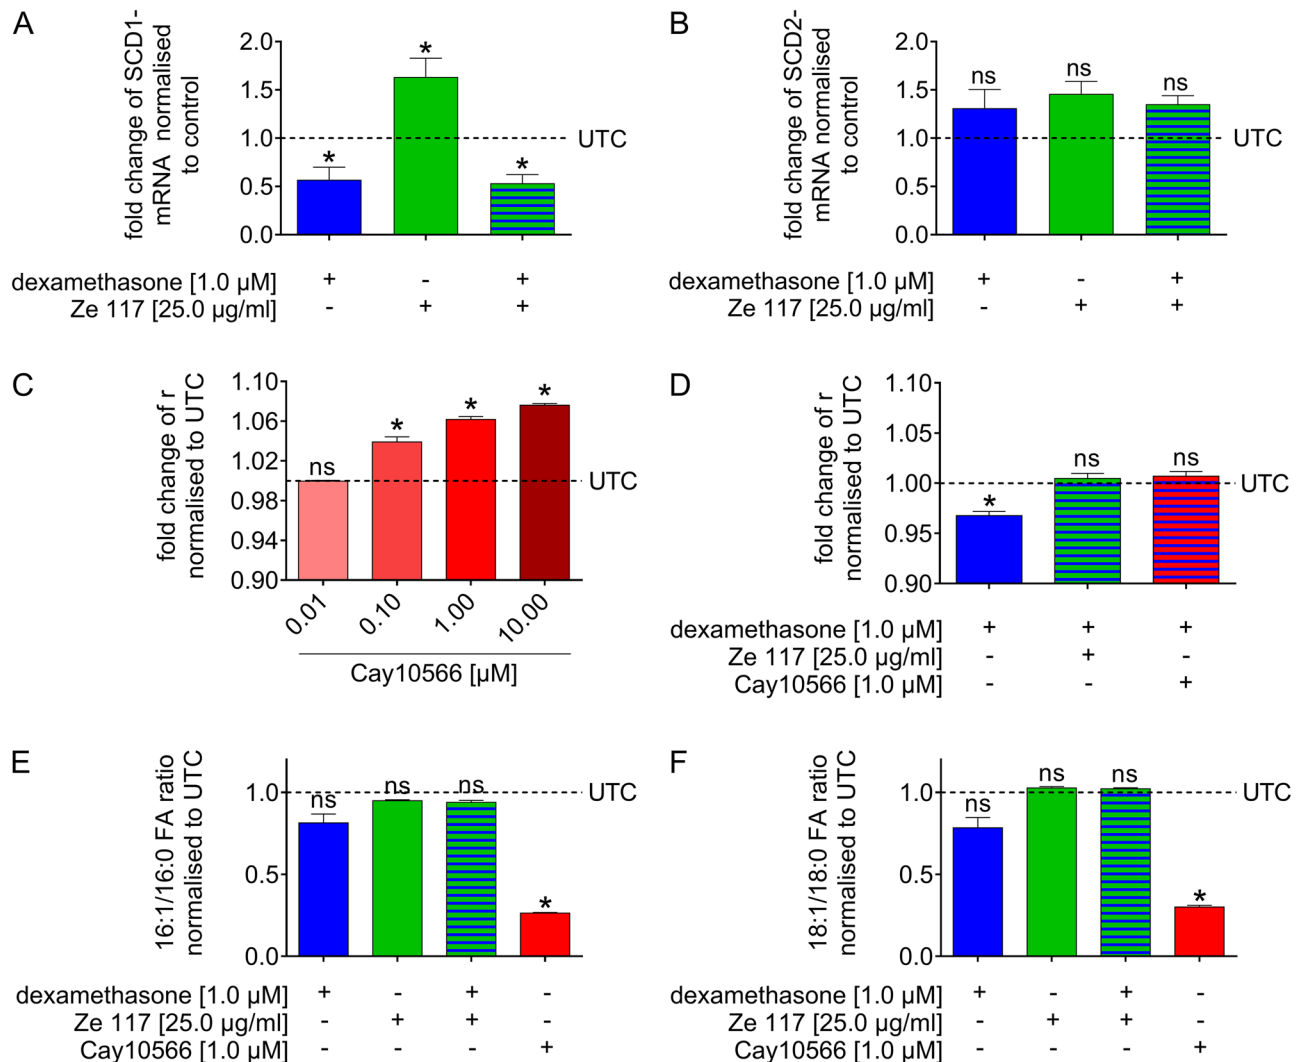 A
fold change of SCD1-
mRNA normalised
to control
2.0
1.5
1.0
0.5
0.0
*
*
*
UTC
dexamethasone [1.0 µM] + - +
Ze 117 [25.0 µg/ml] - + +
B
fold change of SCD2-
mRNA normalised
to control
2.0
1.5
1.0
0.5
0.0
ns
ns
ns
UTC
dexamethasone [1.0 µM] + - +
Ze 117 [25.0 µg/ml] - + +
C
fold change of r
normalised to UTC
1.10
1.06
1.02
0.98
0.94
0.90
ns
*
*
*
UTC
0.01 0.10 1.00 10.00
Cay10566 [µM]
D
fold change of r
normalised to UTC
1.10
1.05
1.00
0.95
0.90
*
ns
ns
UTC
dexamethasone [1.0 µM] + + +
Ze 117 [25.0 µg/ml] - + -
Cay10566 [1.0 µM] - - +
E
16:1/16:0 FA ratio
normalised to UTC
1.0
0.5
0.0
ns
ns
ns
*
UTC
dexamethasone [1.0 µM] + - + -
Ze 117 [25.0 µg/ml] - + + -
Cay10566 [1.0 µM] - - - +
F
18:1/18:0 FA ratio
normalised to UTC
1.0
0.5
0.0
ns
ns
ns
*
UTC
dexamethasone [1.0 µM] + - + -
Ze 117 [25.0 µg/ml] - + + -
Cay10566 [1.0 µM] - - - +